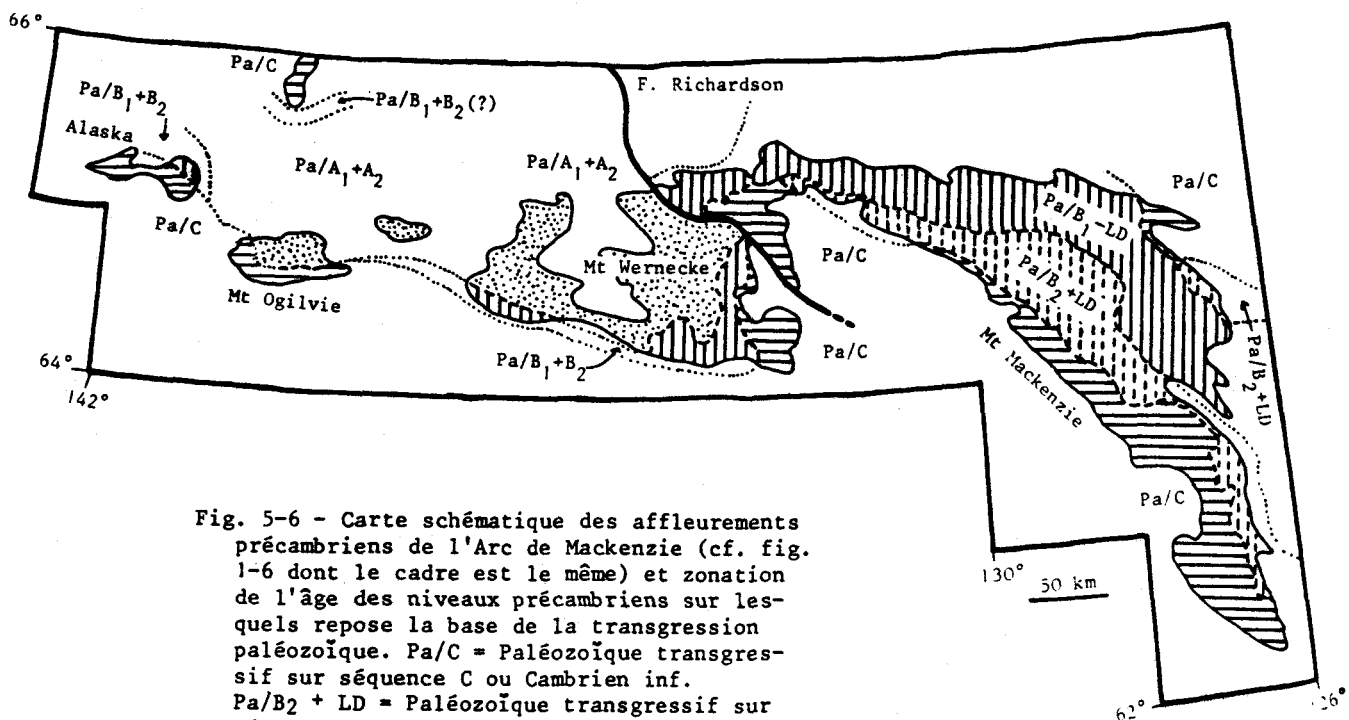 66°
Pa/C
F. Richardson
Pa/B1+B2
Pa/B1+B2(?)
Alaska
Pa/A1+A2
Pa/A1+A2
Pa/C
Pa/B1-LD
Pa/C
Pa/C
Mt Wernecke
Pa/B2+LD
Mt Ogilvie
Pa/C
Mt Mackenzie
Pa/B1+B2
Pa/B2+LD
64°
142°
Pa/C
130°
50 km
62°
26°
Fig. 5-6 - Carte schématique des affleurements
précambriens de l'Arc de Mackenzie (cf. fig.
1-6 dont le cadre est le même) et zonation
de l'âge des niveaux précambriens sur les-
quels repose la base de la transgression
paléozoïque. Pa/C = Paléozoïque transgres-
sif sur séquence C ou Cambrien inf.
Pa/B2 + LD = Paléozoïque transgressif sur